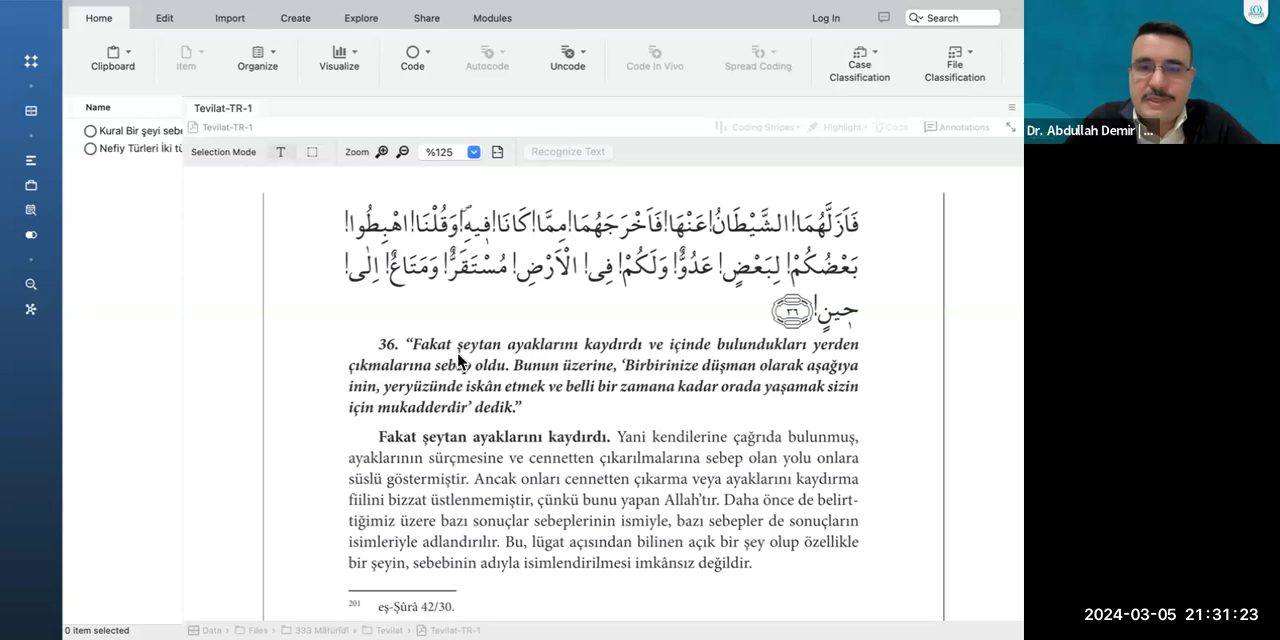 Home Edit Import Create Explore Share Modules Log In Search
Clipboard Item Organize Visualize Code Autocode Uncode Code In Vivo Spread Coding Case Classification File Classification
Name
Tevilat-TR-1
Kural Bir şeyi sebe
Tevilat-TR-1 Coding Stripes Highlight Code Annotations
Nefiy Türleri İki tü
Selection Mode T Zoom %125 Recognize Text
فَاَزَلَّهُمَا الشَّيْطَانُ عَنْهَا فَاَخْرَجَهُمَا مِمَّا كَانَا فٖيهِۖ وَقُلْنَا اهْبِطُوا
بَعْضُكُمْ لِبَعْضٍ عَدُوٌّ وَلَكُمْ فِى الْاَرْضِ مُسْتَقَرٌّ وَمَتَاعٌ اِلٰى
حٖينٍ ٣٦
36. “Fakat şeytan ayaklarını kaydırdı ve içinde bulundukları yerden
çıkmalarına sebep oldu. Bunun üzerine, ‘Birbirinize düşman olarak aşağıya
inin, yeryüzünde iskân etmek ve belli bir zamana kadar orada yaşamak sizin
için mukadderdir’ dedik.”
Fakat şeytan ayaklarını kaydırdı. Yani kendilerine çağrıda bulunmuş,
ayaklarının sürçmesine ve cennetten çıkarılmalarına sebep olan yolu onlara
süslü göstermiştir. Ancak onları cennetten çıkarma veya ayaklarını kaydırma
fiilini bizzat üstlenmemiştir, çünkü bunu yapan Allah’tır. Daha önce de belirt-
tiğimiz üzere bazı sonuçlar sebeplerinin ismiyle, bazı sebepler de sonuçların
isimleriyle adlandırılır. Bu, lügat açısından bilinen açık bir şey olup özellikle
bir şeyin, sebebinin adıyla isimlendirilmesi imkânsız değildir.
201 eş-Şûrâ 42/30.
0 item selected Data Files 333 Mâtürîdî Tevilat Tevilat-TR-1
Dr. Abdullah Demir | ...
2024-03-05 21:31:23